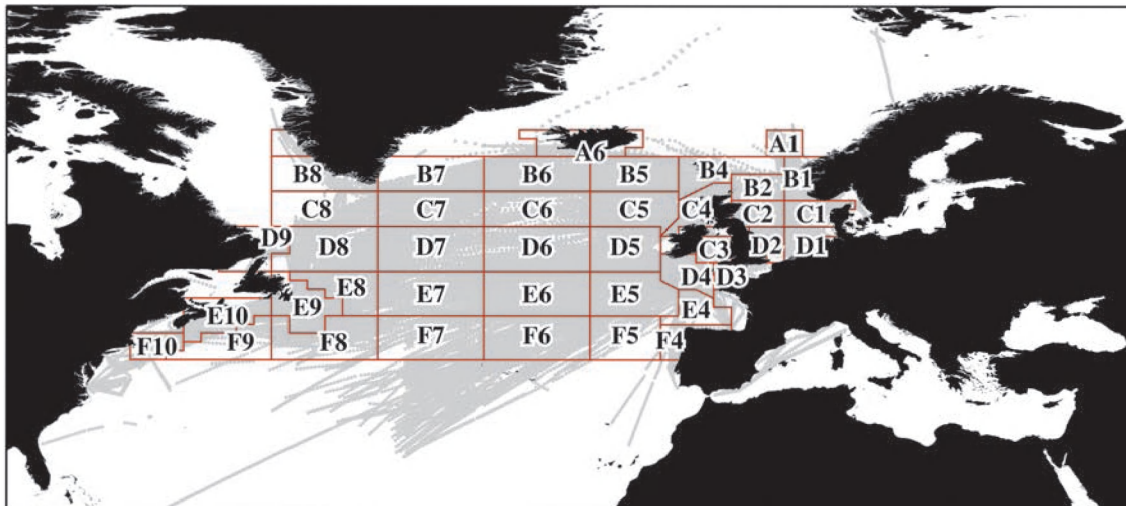 A1
A6
B8 B7 B6 B5 B4 B2 B1
C8 C7 C6 C5 C4 C2 C1
D9 D8 D7 D6 D5 C3 D2 D1
E8 E7 E6 E5 D4 D3
E10 E9 E4
F10 F9 F8 F7 F6 F5 F4